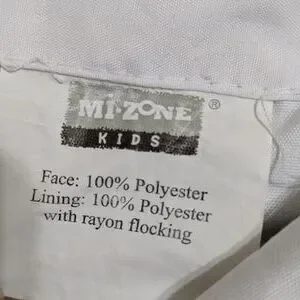 MI-ZONE ®
KIDS
Face: 100% Polyester
Lining: 100% Polyester
with rayon flocking